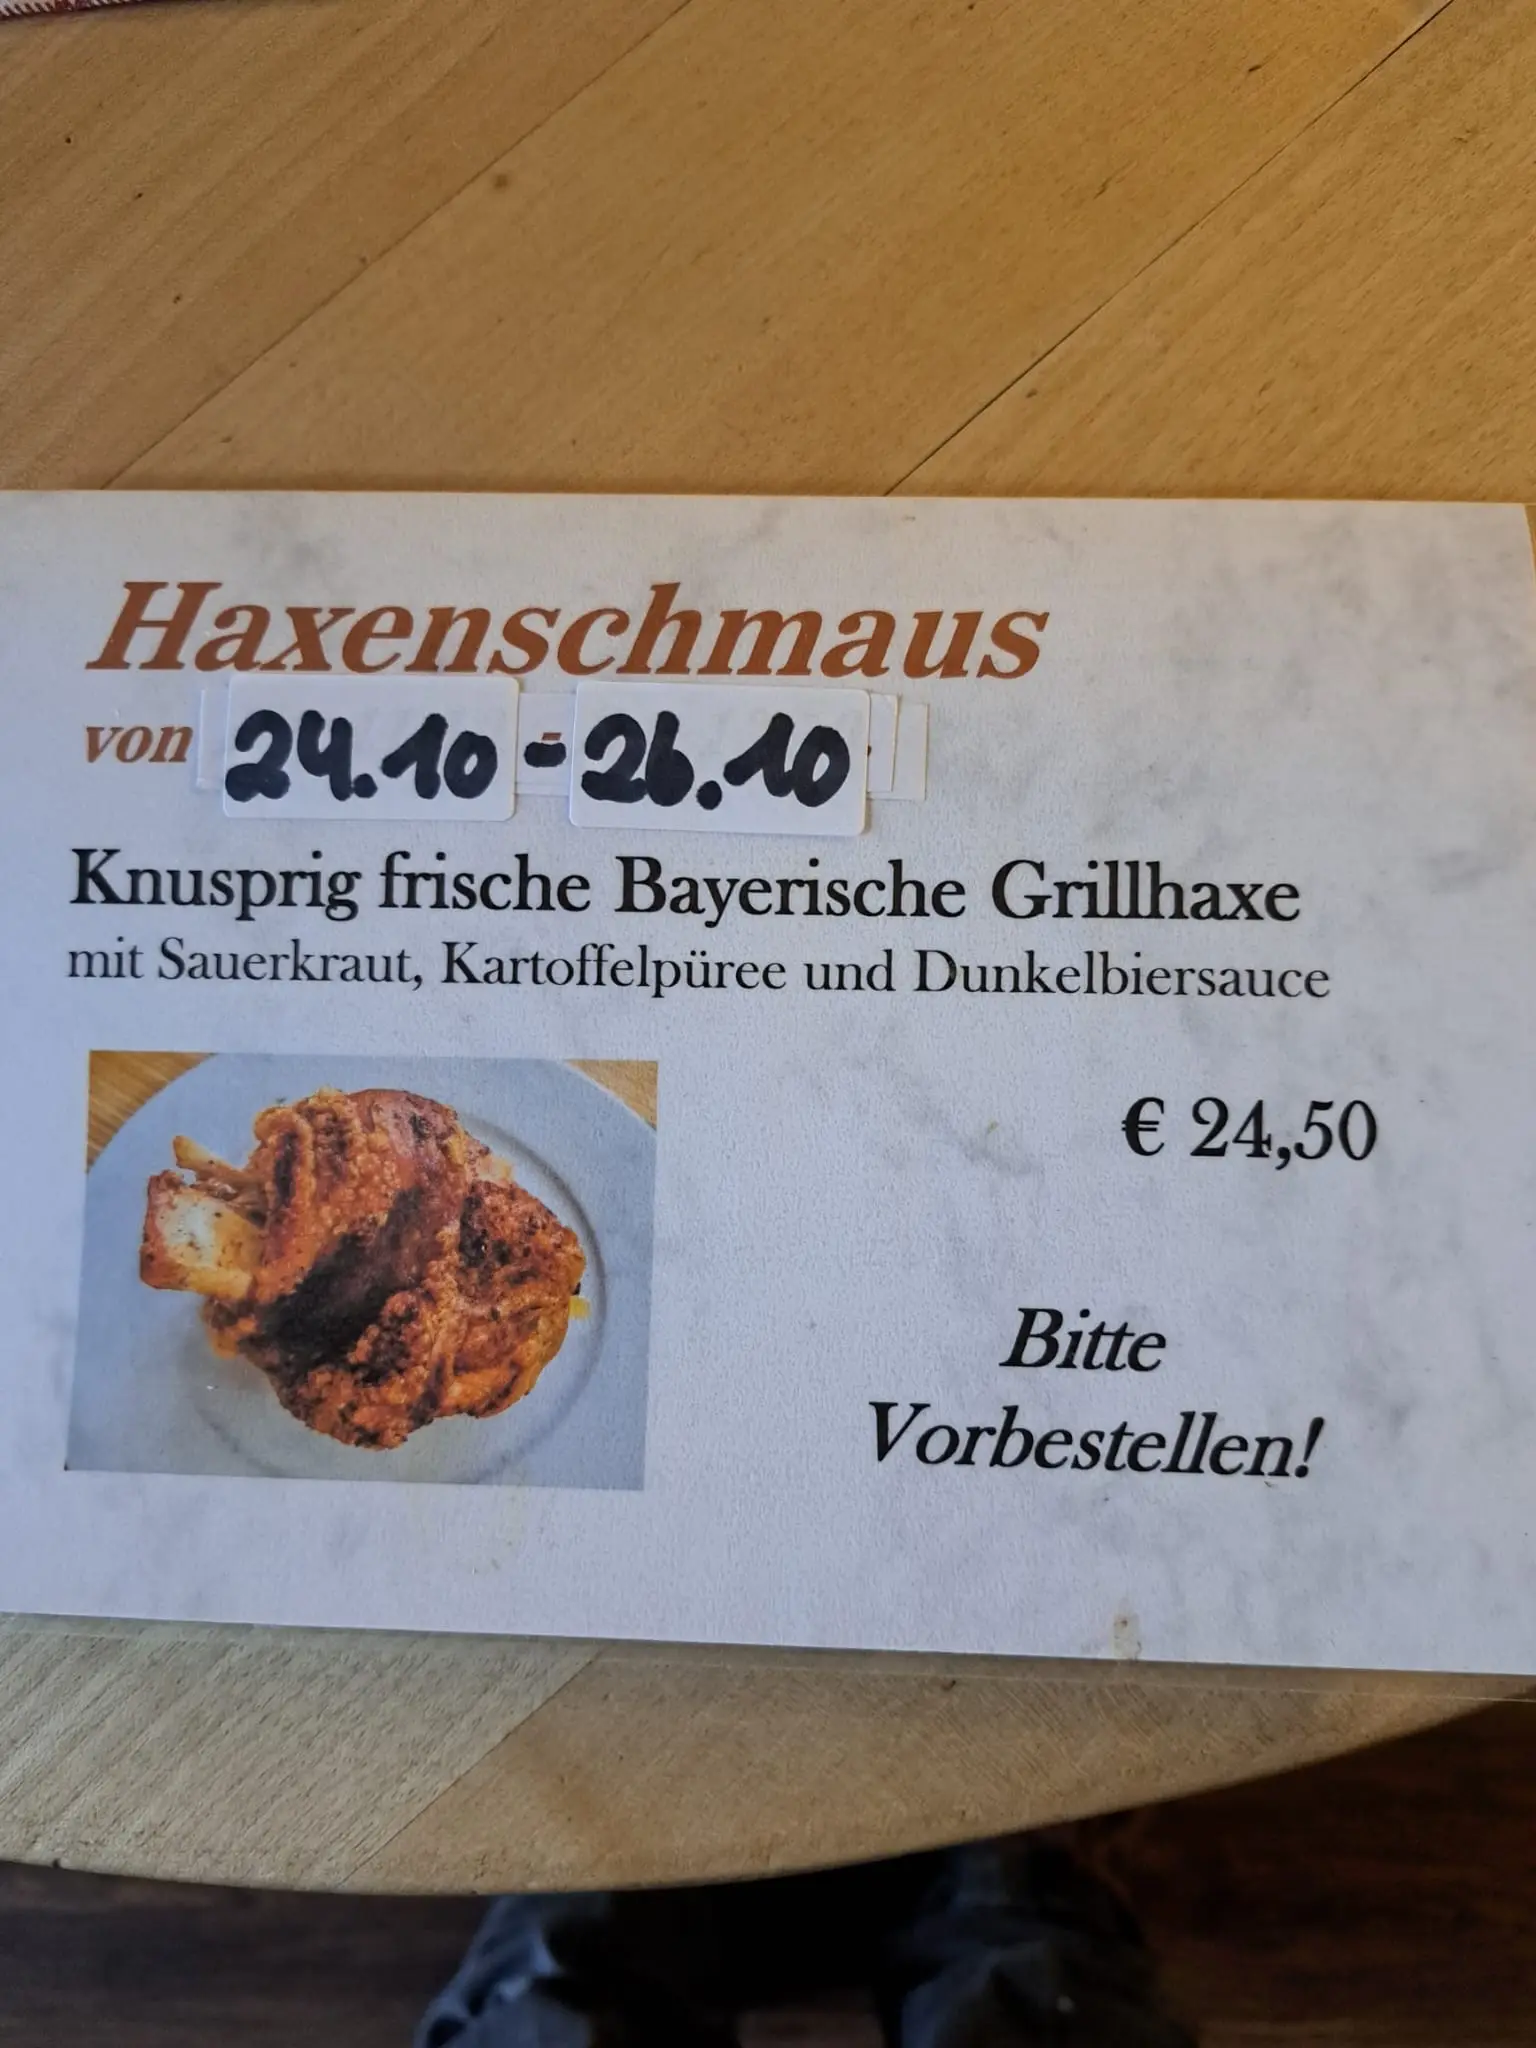 Haxenschmaus
von 24.10 - 26.10
Knusprig frische Bayerische Grillhaxe
mit Sauerkraut, Kartoffelpüree und Dunkelbiersauce
€ 24,50
Bitte
Vorbestellen!